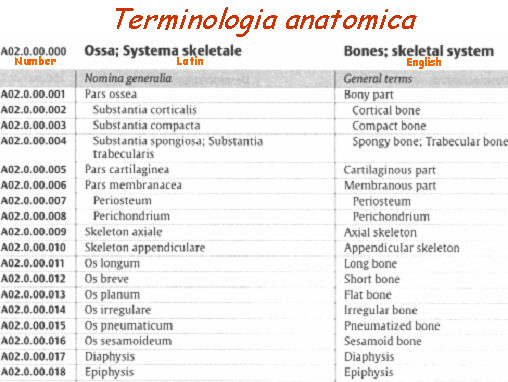 Terminologia anatomica
A02.0.00.000 Ossa; Systema skeletale Bones; skeletal system
Number Latin English
Nomina generalia General terms
A02.0.00.001 Pars ossea Bony part
A02.0.00.002 Substantia corticalis Cortical bone
A02.0.00.003 Substantia compacta Compact bone
A02.0.00.004 Substantia spongiosa; Substantia Spongy bone; Trabecular bone
trabecularis
A02.0.00.005 Pars cartilaginea Cartilaginous part
A02.0.00.006 Pars membranacea Membranous part
A02.0.00.007 Periosteum Periosteum
A02.0.00.008 Perichondrium Perichondrium
A02.0.00.009 Skeleton axiale Axial skeleton
A02.0.00.010 Skeleton appendiculare Appendicular skeleton
A02.0.00.011 Os longum Long bone
A02.0.00.012 Os breve Short bone
A02.0.00.013 Os planum Flat bone
A02.0.00.014 Os irregulare Irregular bone
A02.0.00.015 Os pneumaticum Pneumatized bone
A02.0.00.016 Os sesamoideum Sesamoid bone
A02.0.00.017 Diaphysis Diaphysis
A02.0.00.018 Epiphysis Epiphysis